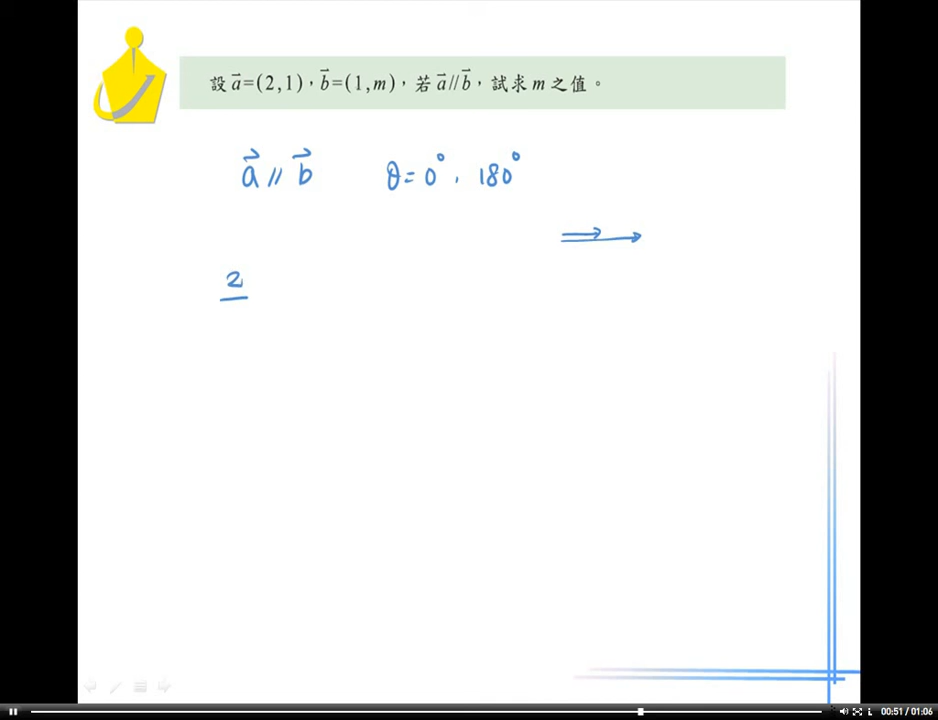 設 a⃗=(2,1),b⃗=(1,m),若 a⃗//b⃗,試求 m 之值。
a⃗ // b⃗ θ=0°, 180°
2
00:51 / 01:06